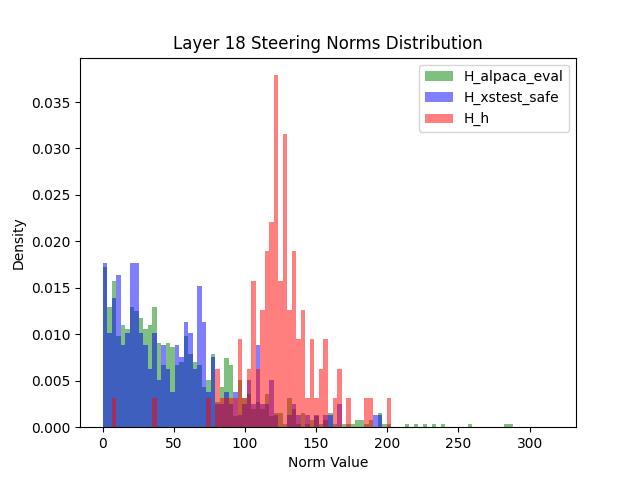 Layer 18 Steering Norms Distribution
H_alpaca_eval
H_xstest_safe
H_h
0.035
0.030
0.025
0.020
0.015
0.010
0.005
0.000
Density
0
50
100
150
200
250
300
Norm Value